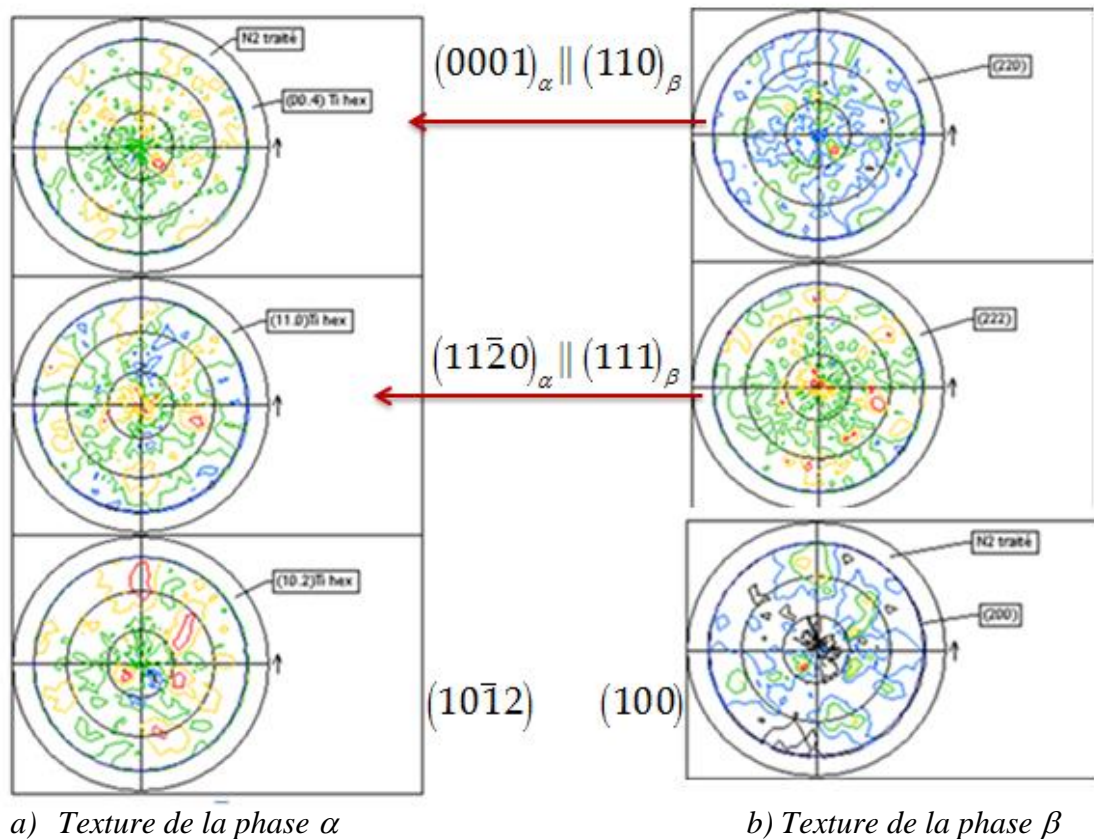 N2 traité
(00.4) Ti hex
(0001)α ∥ (110)β
(220)
(11.0)Ti hex
(112̄0)α ∥ (111)β
(222)
(10.2)Ti hex
(101̄2) (100)
N2 traité
(200)
a) Texture de la phase α
b) Texture de la phase β